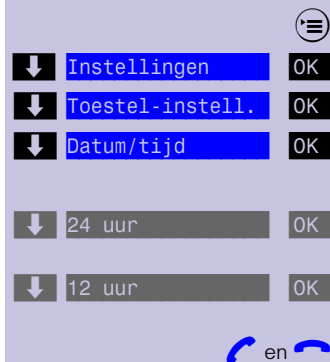 Instellingen OK
Toestel-instell. OK
Datum/tijd OK
24 uur OK
12 uur OK
en